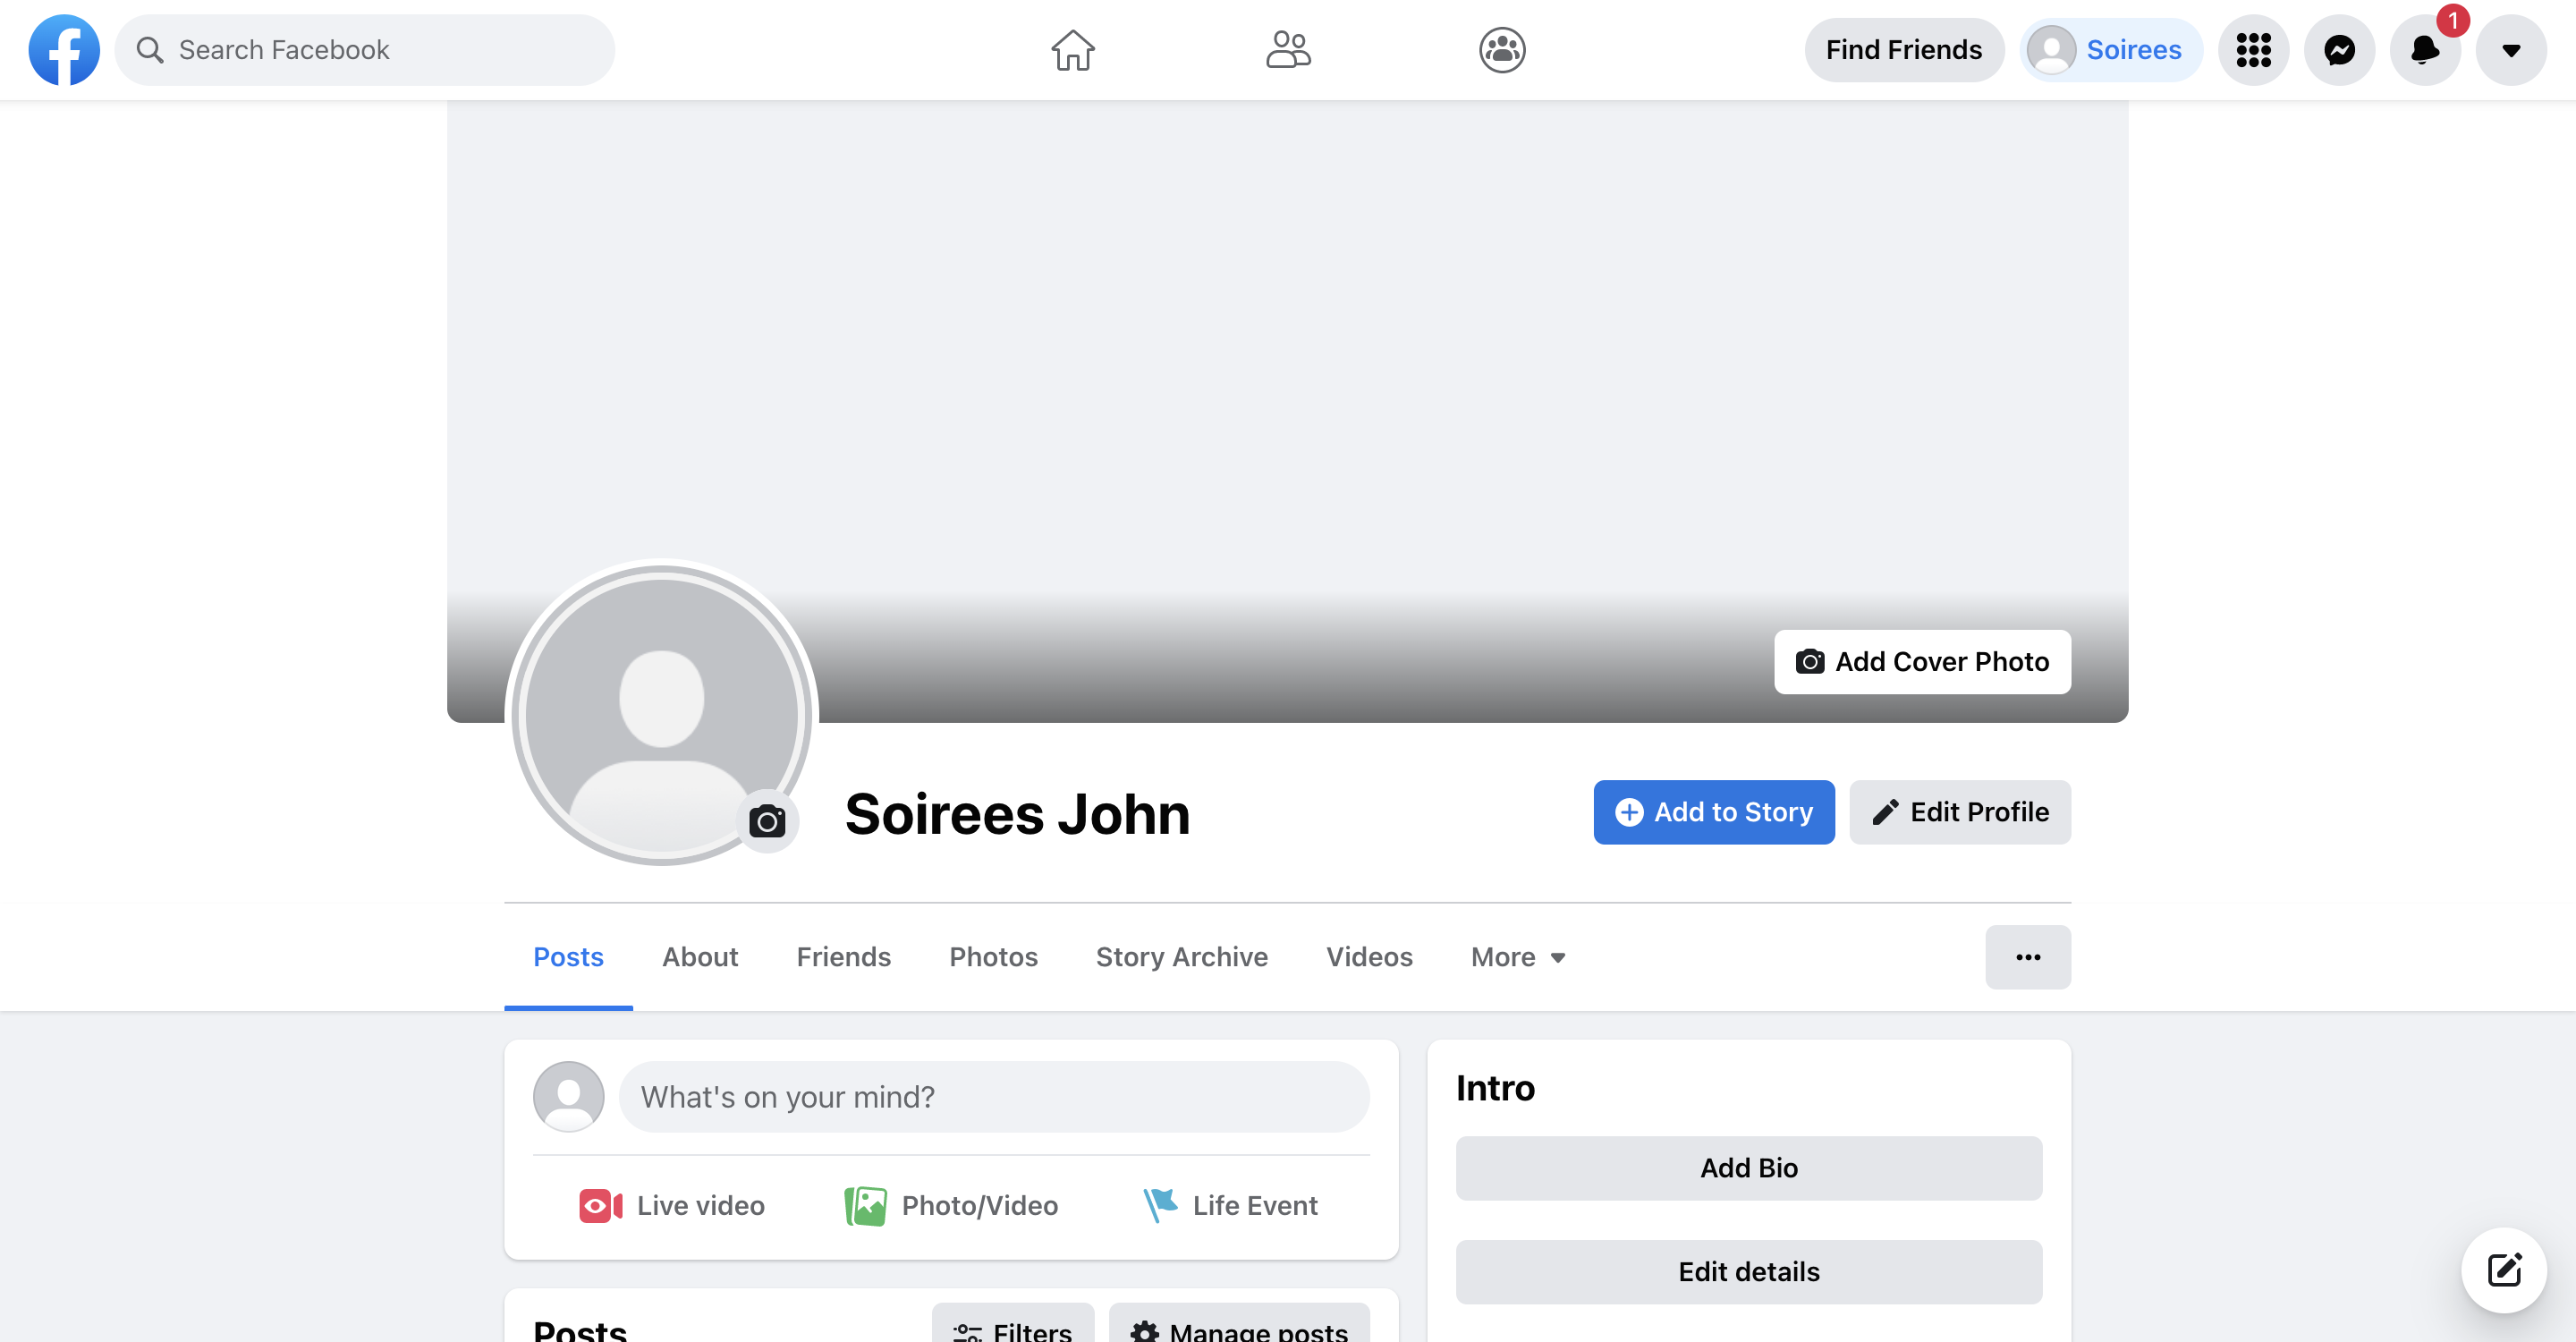 Search Facebook
Find Friends
Soirees
1
Add Cover Photo
Soirees John
Add to Story
Edit Profile
Posts
About
Friends
Photos
Story Archive
Videos
More
What's on your mind?
Live video
Photo/Video
Life Event
Intro
Add Bio
Edit details
Posts
Filters
Manage posts